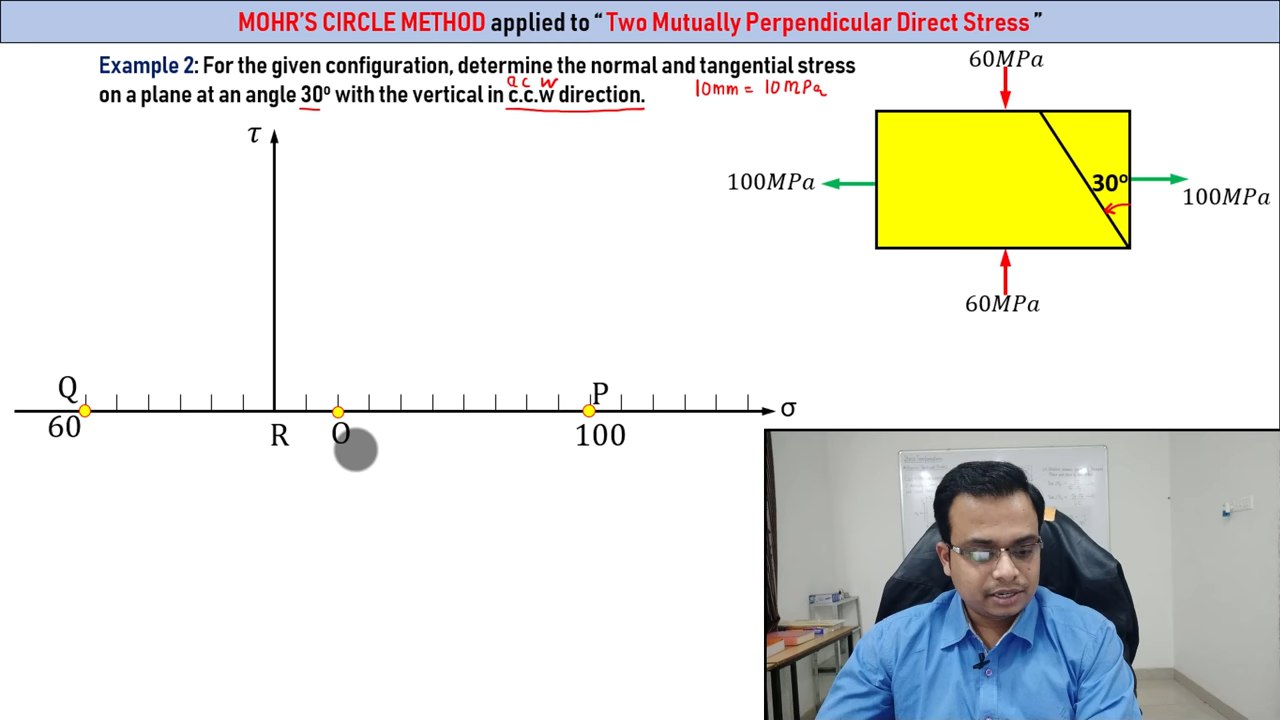 MOHR'S CIRCLE METHOD applied to “ Two Mutually Perpendicular Direct Stress ”
Example 2: For the given configuration, determine the normal and tangential stress
on a plane at an angle 30º with the vertical in c.c.w direction.
a c w
10mm = 10MPa
60MPa
100MPa
30º
100MPa
60MPa
τ
Q
60
R
O
P
100
σ